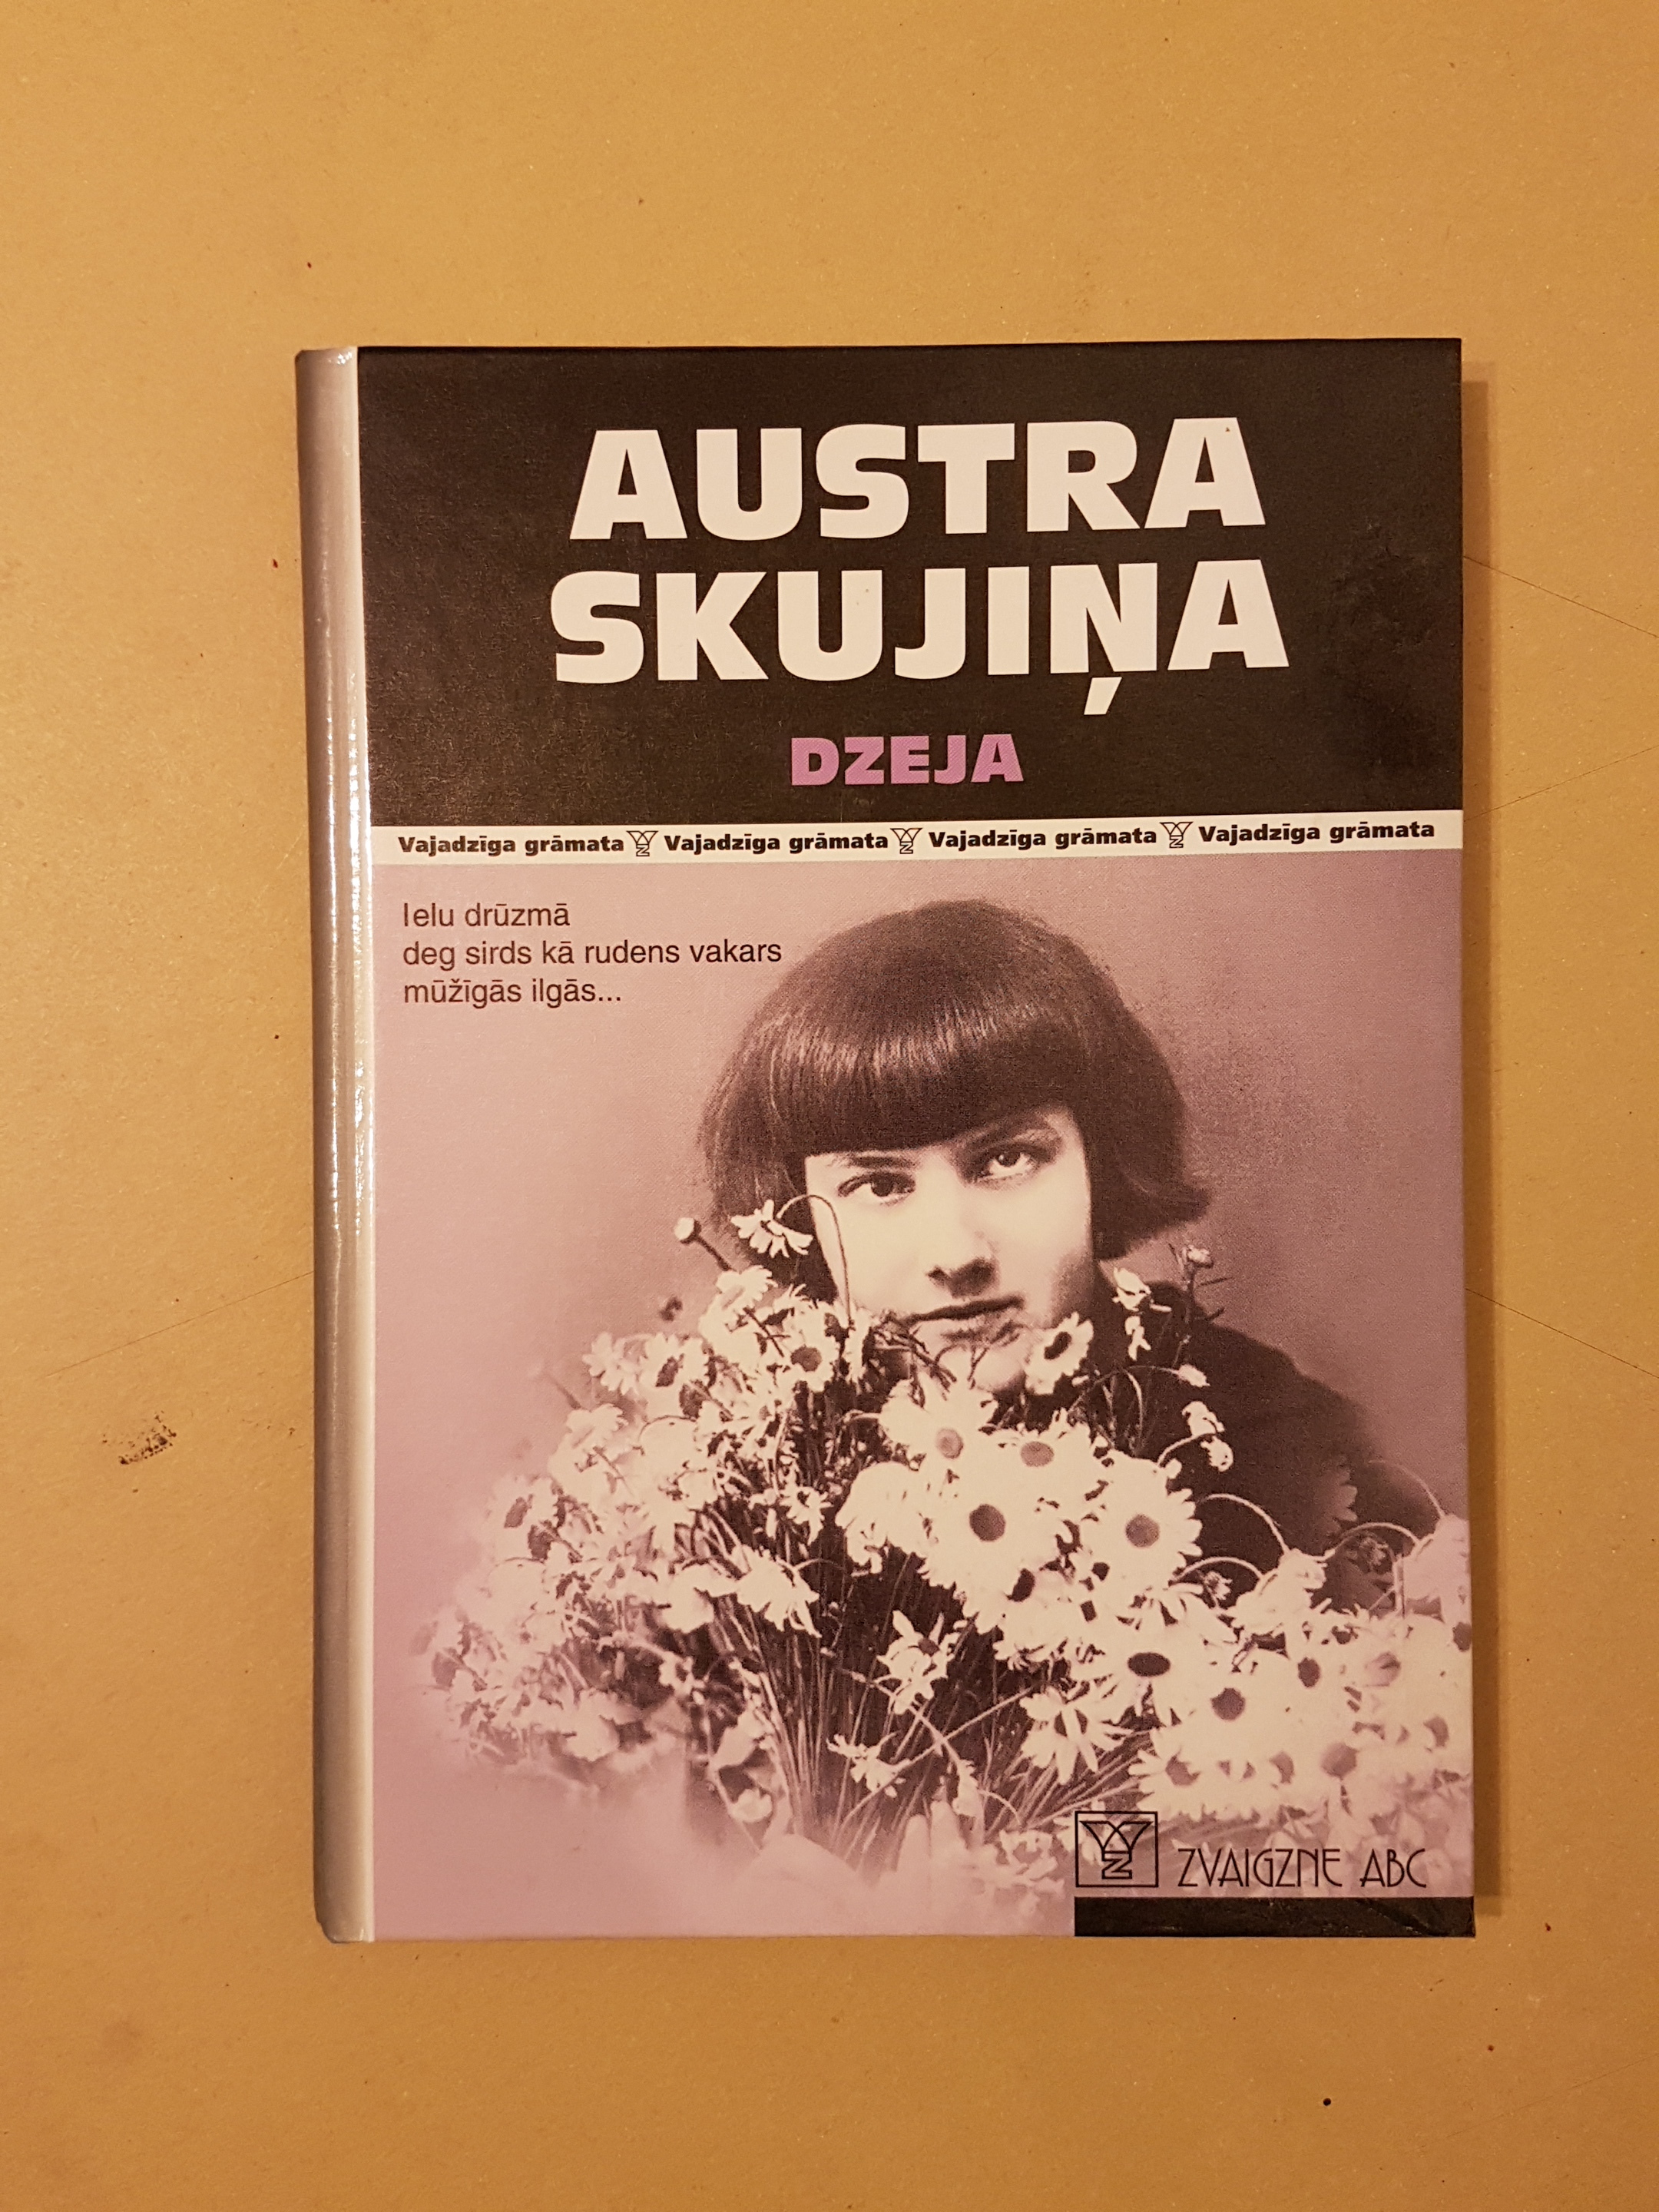 AUSTRA
SKUJIŅA
DZEJA
Vajadzīga grāmata Vajadzīga grāmata Vajadzīga grāmata Vajadzīga grāmata
Ielu drūzmā
deg sirds kā rudens vakars
mūžīgās ilgās...
ZVAIGZNE ABC